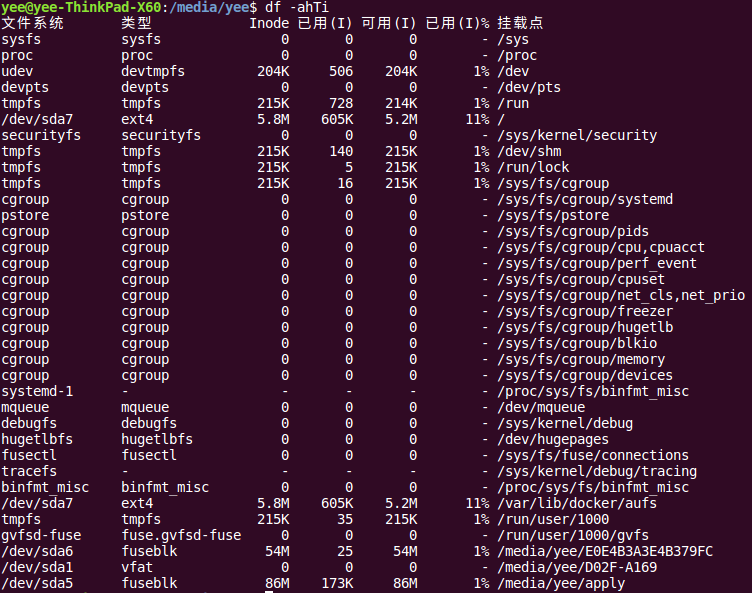 yee@yee-ThinkPad-X60:/media/yee$ df -ahTi
文件系统 类型 Inode 已用(I) 可用(I) 已用(I)% 挂载点
sysfs sysfs 0 0 0 - /sys
proc proc 0 0 0 - /proc
udev devtmpfs 204K 506 204K 1% /dev
devpts devpts 0 0 0 - /dev/pts
tmpfs tmpfs 215K 728 214K 1% /run
/dev/sda7 ext4 5.8M 605K 5.2M 11% /
securityfs securityfs 0 0 0 - /sys/kernel/security
tmpfs tmpfs 215K 140 215K 1% /dev/shm
tmpfs tmpfs 215K 5 215K 1% /run/lock
tmpfs tmpfs 215K 16 215K 1% /sys/fs/cgroup
cgroup cgroup 0 0 0 - /sys/fs/cgroup/systemd
pstore pstore 0 0 0 - /sys/fs/pstore
cgroup cgroup 0 0 0 - /sys/fs/cgroup/pids
cgroup cgroup 0 0 0 - /sys/fs/cgroup/cpu,cpuacct
cgroup cgroup 0 0 0 - /sys/fs/cgroup/perf_event
cgroup cgroup 0 0 0 - /sys/fs/cgroup/cpuset
cgroup cgroup 0 0 0 - /sys/fs/cgroup/net_cls,net_prio
cgroup cgroup 0 0 0 - /sys/fs/cgroup/freezer
cgroup cgroup 0 0 0 - /sys/fs/cgroup/hugetlb
cgroup cgroup 0 0 0 - /sys/fs/cgroup/blkio
cgroup cgroup 0 0 0 - /sys/fs/cgroup/memory
cgroup cgroup 0 0 0 - /sys/fs/cgroup/devices
systemd-1 - - - - - /proc/sys/fs/binfmt_misc
mqueue mqueue 0 0 0 - /dev/mqueue
debugfs debugfs 0 0 0 - /sys/kernel/debug
hugetlbfs hugetlbfs 0 0 0 - /dev/hugepages
fusectl fusectl 0 0 0 - /sys/fs/fuse/connections
tracefs - - - - - /sys/kernel/debug/tracing
binfmt_misc binfmt_misc 0 0 0 - /proc/sys/fs/binfmt_misc
/dev/sda7 ext4 5.8M 605K 5.2M 11% /var/lib/docker/aufs
tmpfs tmpfs 215K 35 215K 1% /run/user/1000
gvfsd-fuse fuse.gvfsd-fuse 0 0 0 - /run/user/1000/gvfs
/dev/sda6 fuseblk 54M 25 54M 1% /media/yee/E0E4B3A3E4B379FC
/dev/sda1 vfat 0 0 0 - /media/yee/D02F-A169
/dev/sda5 fuseblk 86M 173K 86M 1% /media/yee/apply